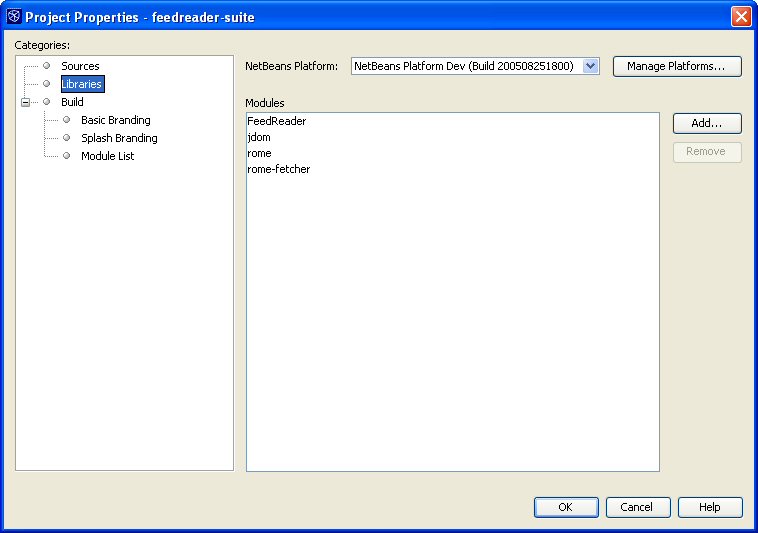 Project Properties - feedreader-suite
Categories:
Sources
Libraries
Build
Basic Branding
Splash Branding
Module List
NetBeans Platform: NetBeans Platform Dev (Build 200508251800) Manage Platforms...
Modules
FeedReader
jdom
rome
rome-fetcher
Add...
Remove
OK Cancel Help